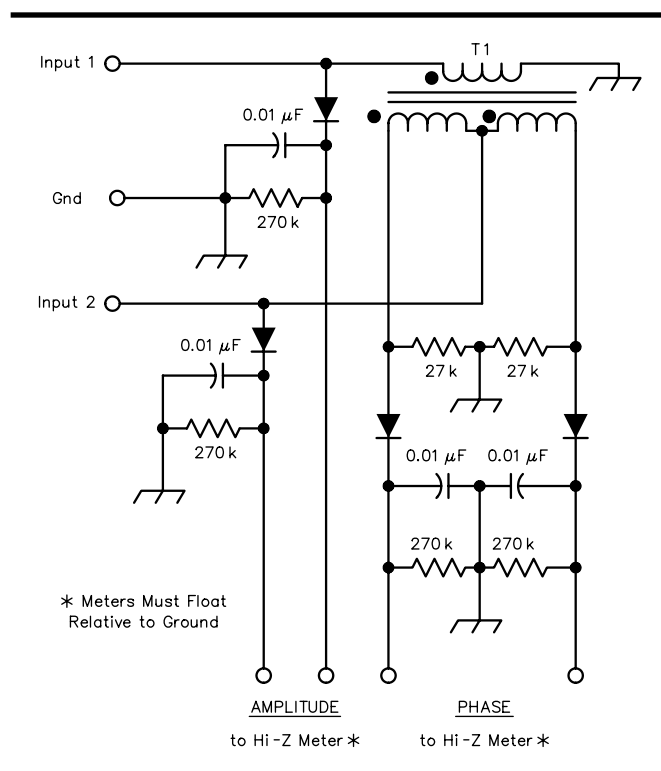 T1
Input 1
0.01 μF
Gnd
270 k
Input 2
0.01 μF
27 k
27 k
270 k
0.01 μF
0.01 μF
270 k
270 k
* Meters Must Float
Relative to Ground
AMPLITUDE
PHASE
to Hi-Z Meter *
to Hi-Z Meter *